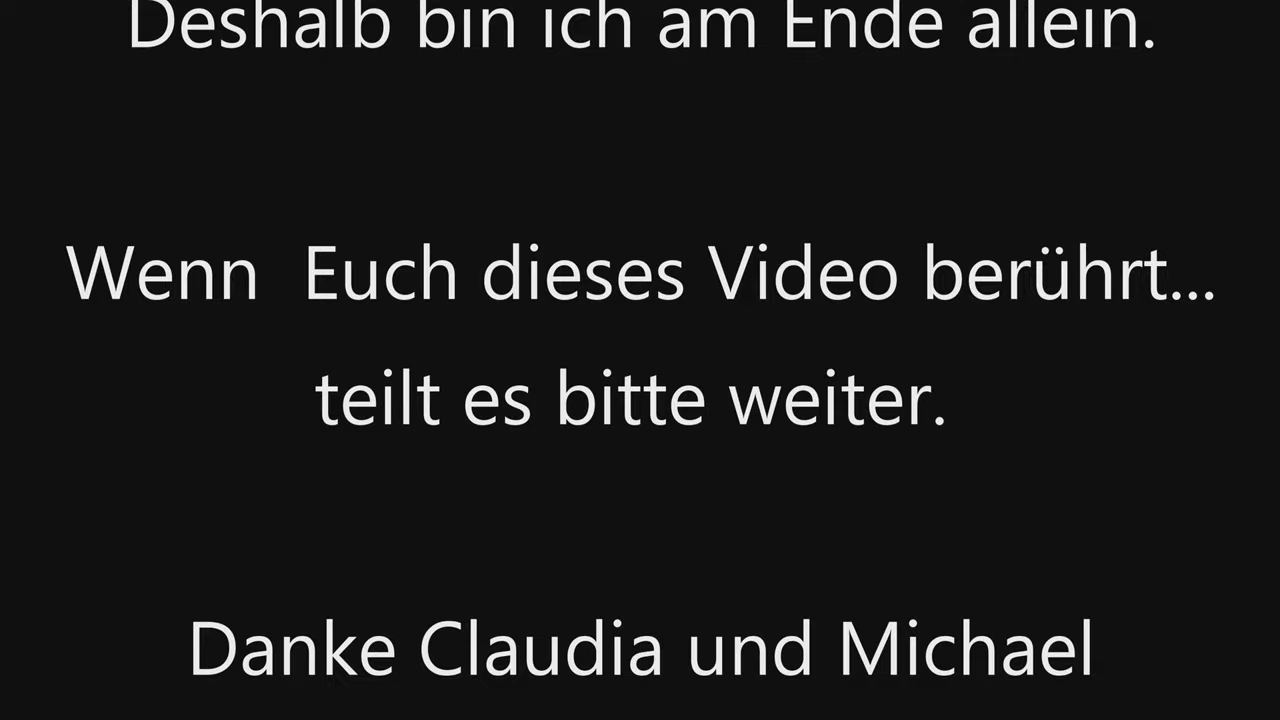 Deshalb bin ich am Ende allein.
Wenn  Euch dieses Video berührt...
teilt es bitte weiter.
Danke Claudia und Michael